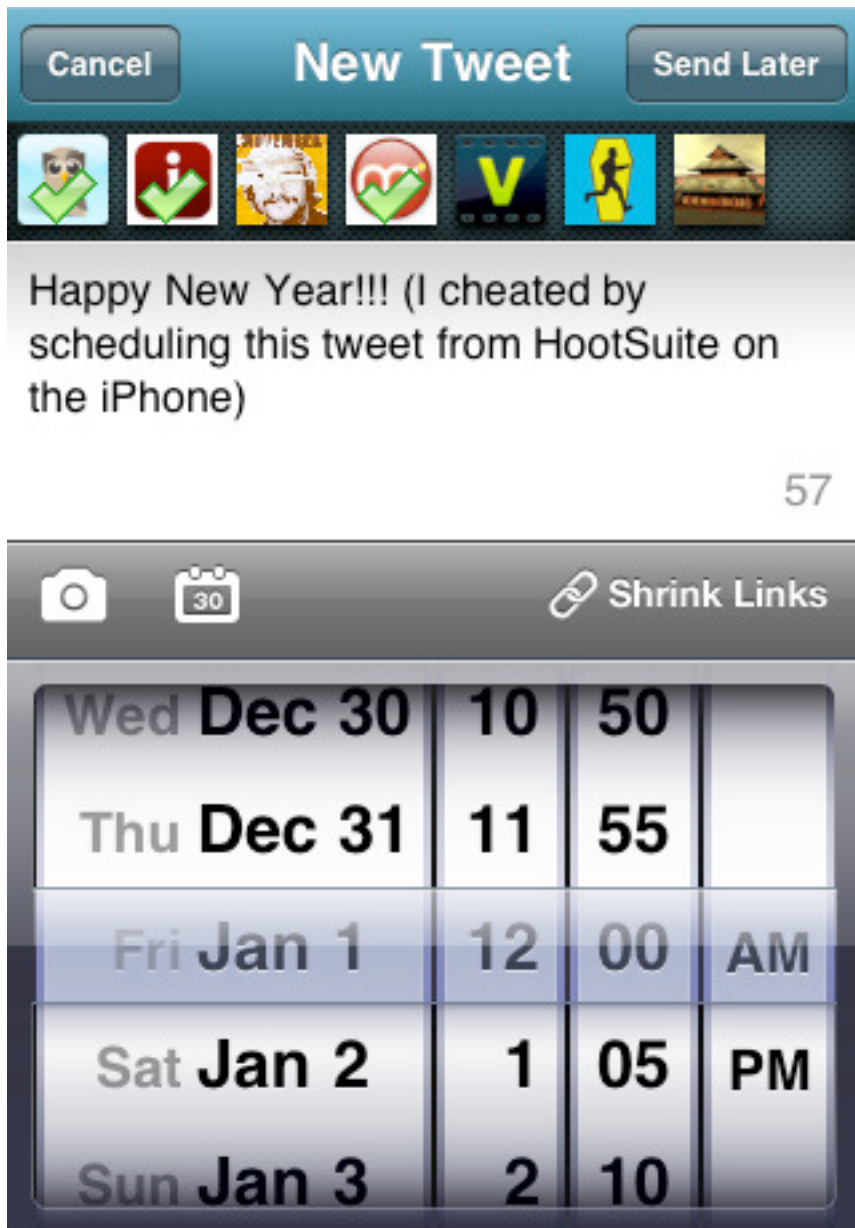 Cancel New Tweet Send Later
i m V
Happy New Year!!! (I cheated by
scheduling this tweet from HootSuite on
the iPhone)
57
30 Shrink Links
Wed Dec 30 10 50
Thu Dec 31 11 55
Fri Jan 1 12 00 AM
Sat Jan 2 1 05 PM
Sun Jan 3 2 10